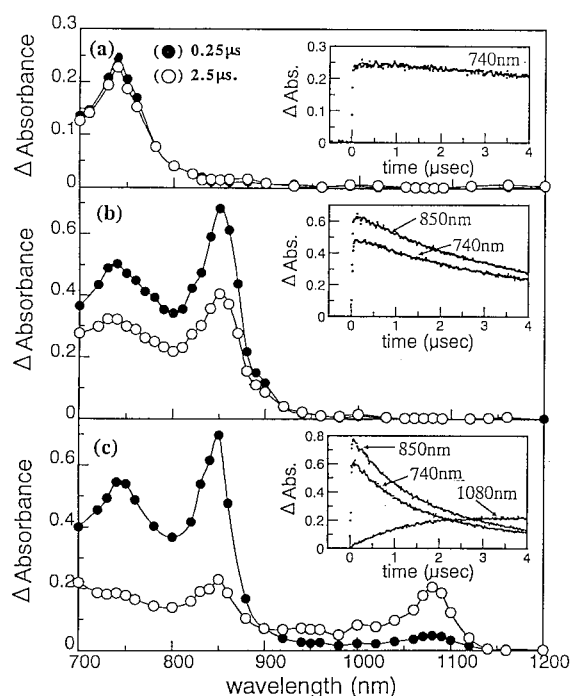 (a)
(●) 0.25μs
(○) 2.5μs.
Δ Absorbance
0.3
0.2
0.1
0
Δ Abs.
0.3
0.2
0.1
0
740nm
0 1 2 3 4
time (μsec)
(b)
Δ Absorbance
0.6
0.4
0.2
0
Δ Abs.
0.6
0.4
0.2
0
850nm
740nm
0 1 2 3 4
time (μsec)
(c)
Δ Absorbance
0.6
0.4
0.2
0
Δ Abs.
0.8
0.6
0.4
0.2
0
850nm
740nm
1080nm
0 1 2 3 4
time (μsec)
700 800 900 1000 1100 1200
wavelength (nm)